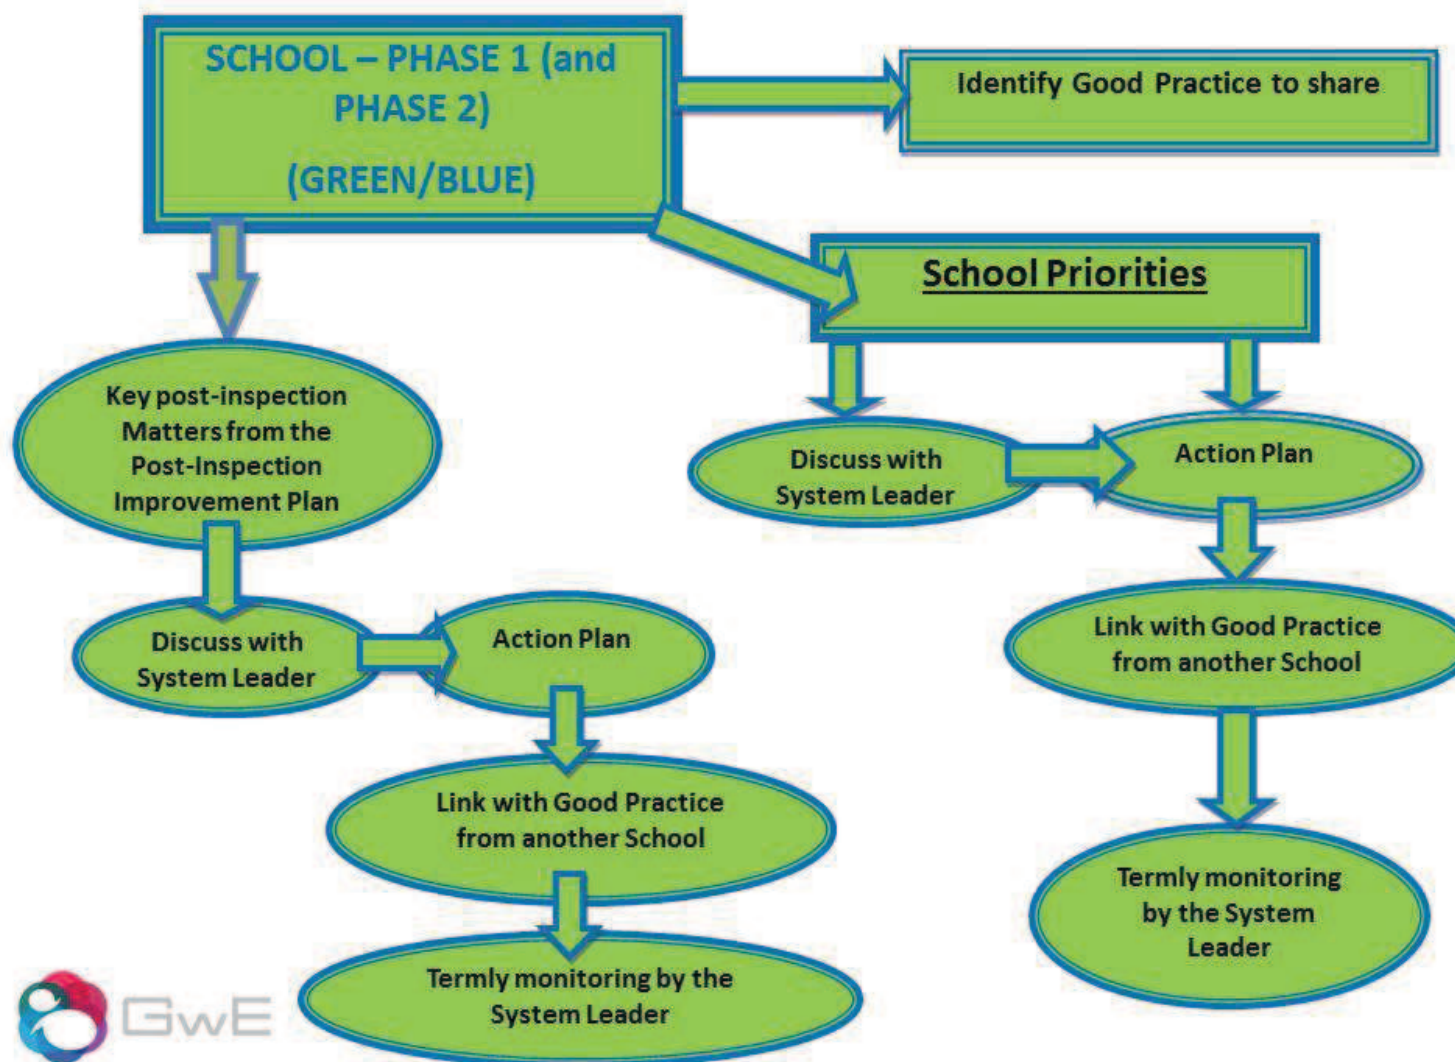 SCHOOL – PHASE 1 (and
PHASE 2)
(GREEN/BLUE)
Identify Good Practice to share
School Priorities
Key post-inspection
Matters from the
Post-Inspection
Improvement Plan
Discuss with
System Leader
Action Plan
Link with Good Practice
from another School
Termly monitoring by the
System Leader
Discuss with
System Leader
Action Plan
Link with Good Practice
from another School
Termly monitoring
by the System
Leader
GwE